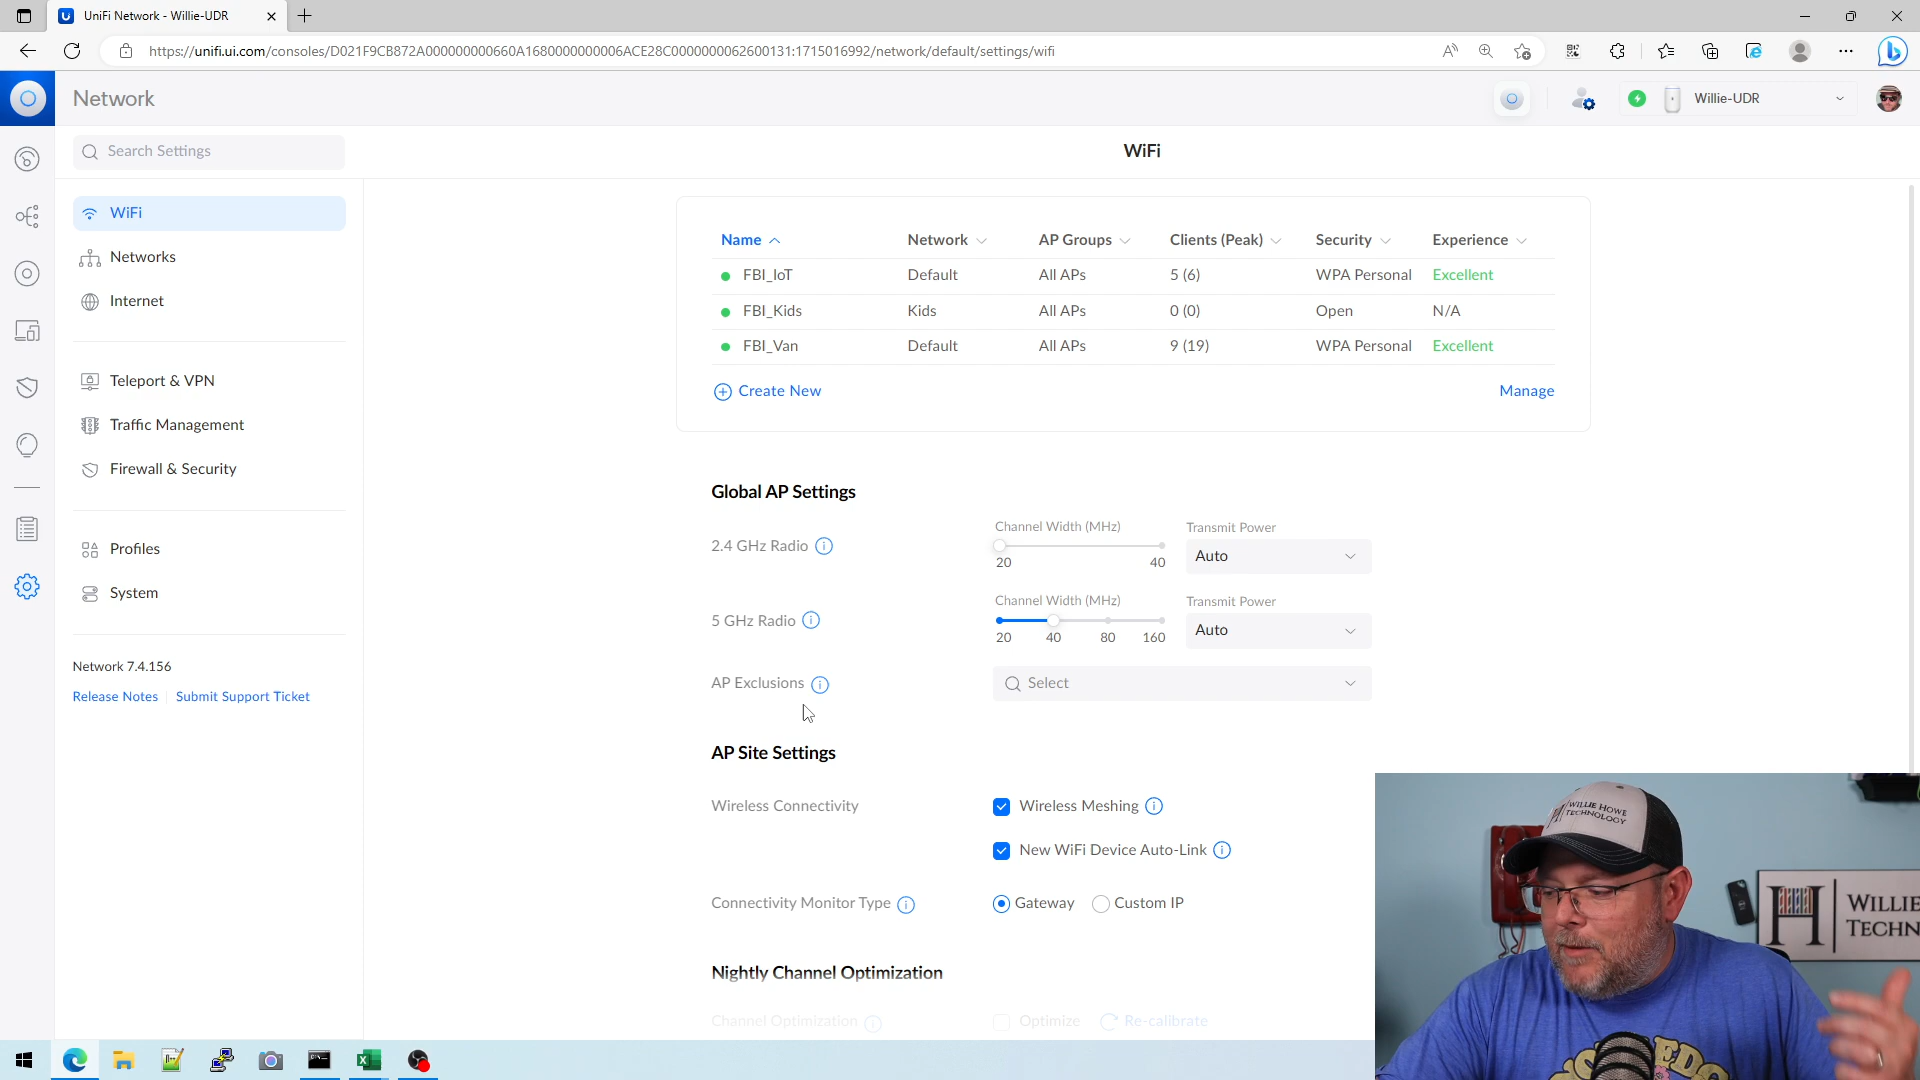 UniFi Network - Willie-UDR
https://unifi.ui.com/consoles/D021F9CB872A000000000660A1680000000006ACE28C0000000062600131:1715016992/network/default/settings/wifi
Network
Willie-UDR
Search Settings
WiFi
WiFi
Networks
Internet
Teleport & VPN
Traffic Management
Firewall & Security
Profiles
System
Network 7.4.156
Release Notes Submit Support Ticket
Name Network AP Groups Clients (Peak) Security Experience
FBI_IoT Default All APs 5 (6) WPA Personal Excellent
FBI_Kids Kids All APs 0 (0) Open N/A
FBI_Van Default All APs 9 (19) WPA Personal Excellent
Create New Manage
Global AP Settings
Channel Width (MHz) Transmit Power
2.4 GHz Radio Auto
20 40
Channel Width (MHz) Transmit Power
5 GHz Radio Auto
20 40 80 160
AP Exclusions Select
AP Site Settings
Wireless Connectivity Wireless Meshing
New WiFi Device Auto-Link
Connectivity Monitor Type Gateway Custom IP
Nightly Channel Optimization
Channel Optimization Optimize Re-calibrate
WILLIE HOWE
TECHNOLOGY
WILLIE
TECHN